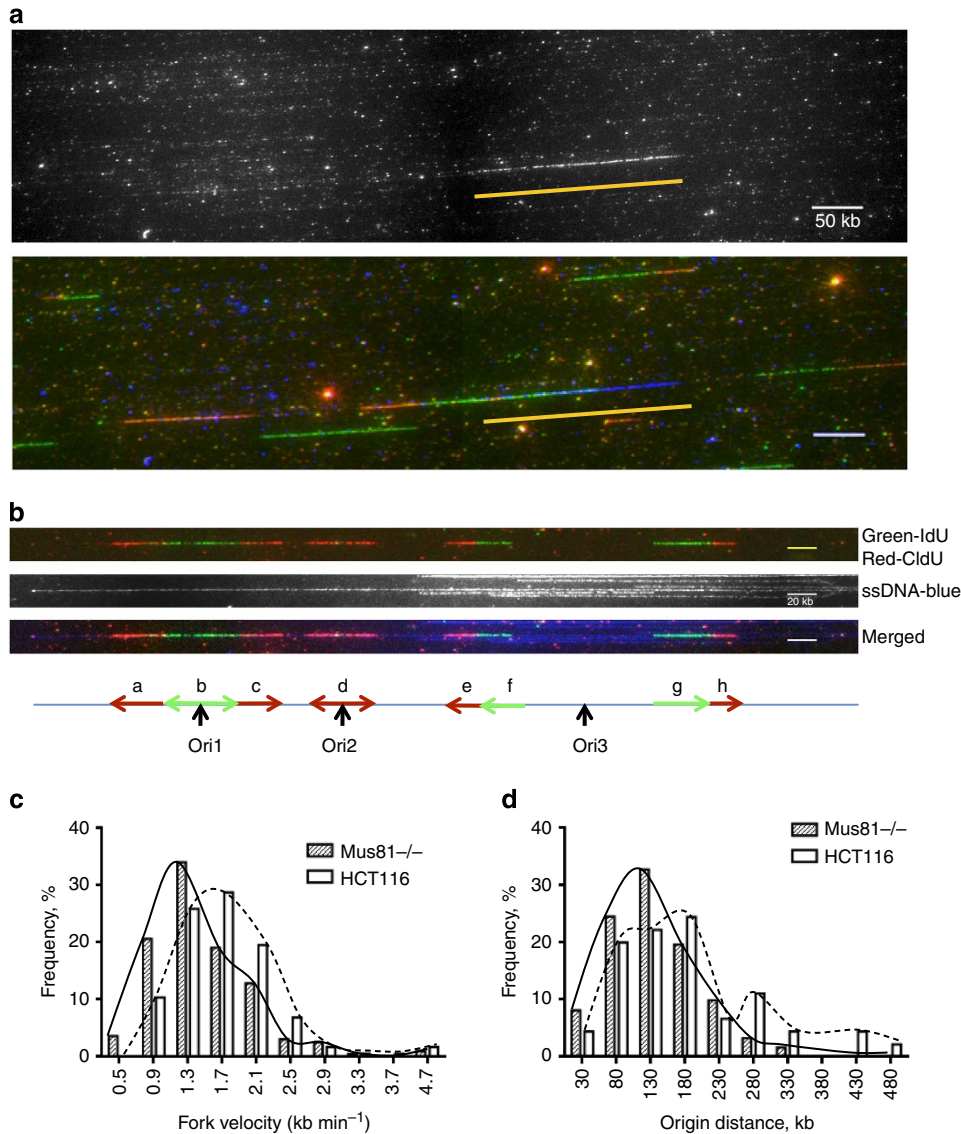 a
50 kb
b
Green-IdU
Red-CldU
ssDNA-blue
20 kb
Merged
a b c d e f g h
Ori1 Ori2 Ori3
c
Frequency, %
40
30
20
10
0
Mus81–/–
HCT116
0.5 0.9 1.3 1.7 2.1 2.5 2.9 3.3 3.7 4.7
Fork velocity (kb min⁻¹)
d
Frequency, %
40
30
20
10
0
Mus81–/–
HCT116
30 80 130 180 230 280 330 380 430 480
Origin distance, kb